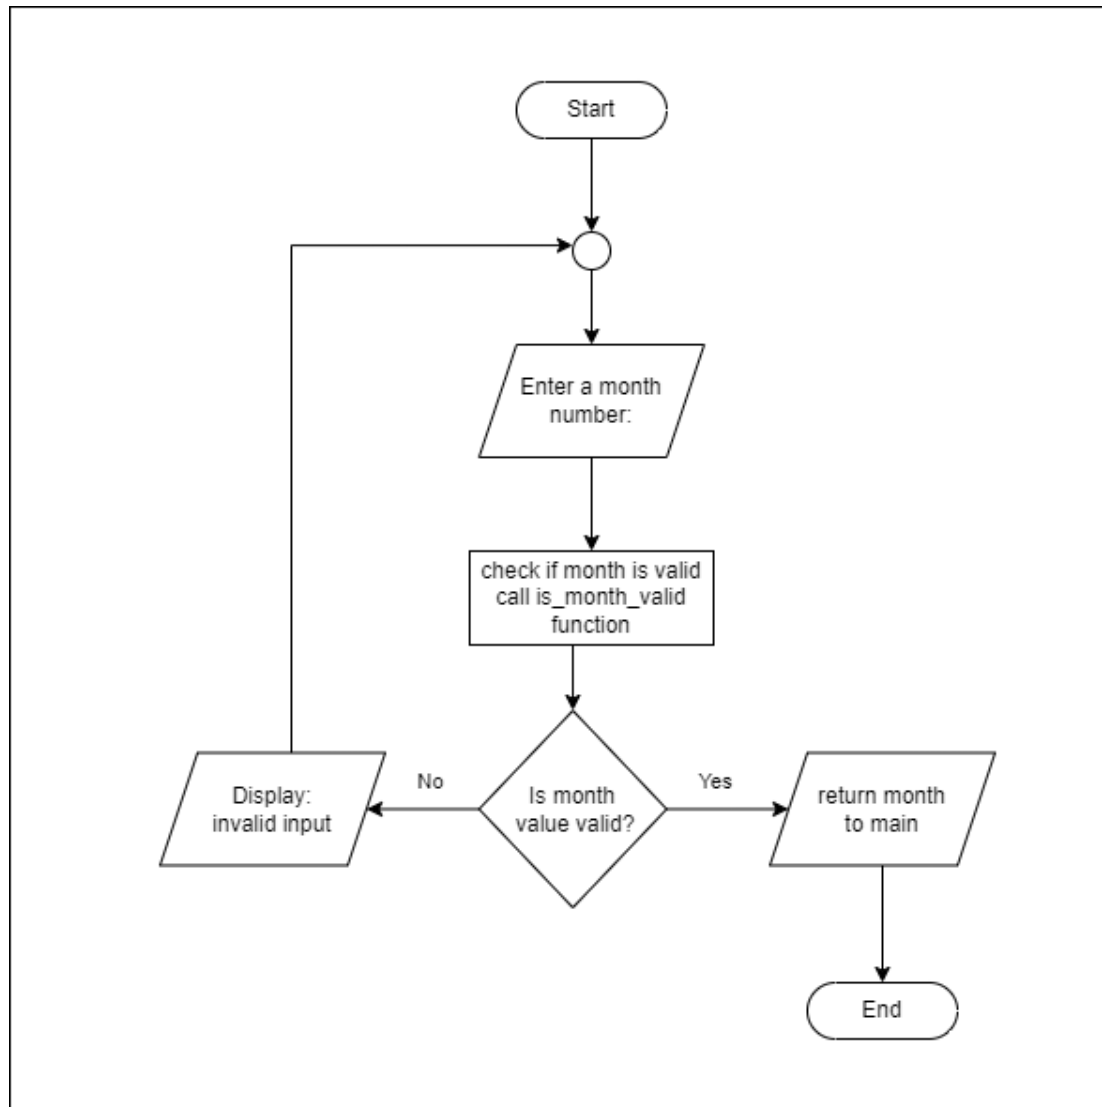 Start
Enter a month
number:
check if month is valid
call is_month_valid
function
No
Yes
Display:
invalid input
Is month
value valid?
return month
to main
End